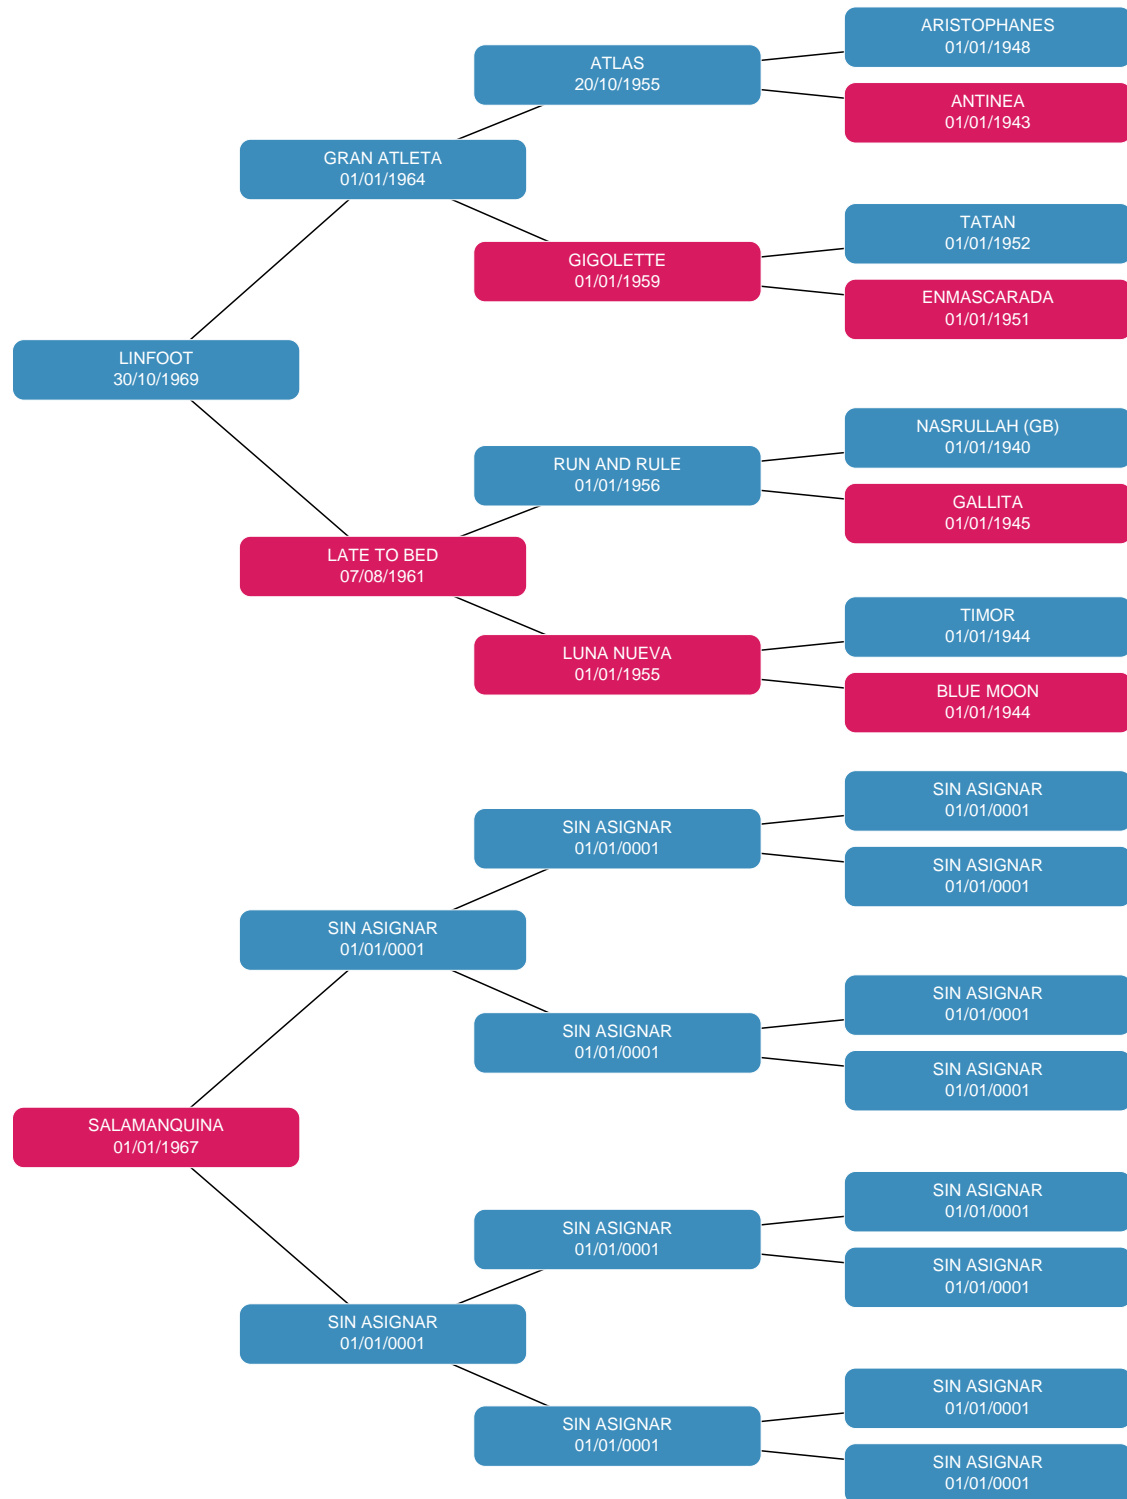 ARISTOPHANES
01/01/1948
ATLAS
20/10/1955
ANTINEA
01/01/1943
GRAN ATLETA
01/01/1964
TATAN
01/01/1952
GIGOLETTE
01/01/1959
ENMASCARADA
01/01/1951
LINFOOT
30/10/1969
NASRULLAH (GB)
01/01/1940
RUN AND RULE
01/01/1956
GALLITA
01/01/1945
LATE TO BED
07/08/1961
TIMOR
01/01/1944
LUNA NUEVA
01/01/1955
BLUE MOON
01/01/1944
SIN ASIGNAR
01/01/0001
SIN ASIGNAR
01/01/0001
SIN ASIGNAR
01/01/0001
SIN ASIGNAR
01/01/0001
SIN ASIGNAR
01/01/0001
SIN ASIGNAR
01/01/0001
SIN ASIGNAR
01/01/0001
SALAMANQUINA
01/01/1967
SIN ASIGNAR
01/01/0001
SIN ASIGNAR
01/01/0001
SIN ASIGNAR
01/01/0001
SIN ASIGNAR
01/01/0001
SIN ASIGNAR
01/01/0001
SIN ASIGNAR
01/01/0001
SIN ASIGNAR
01/01/0001